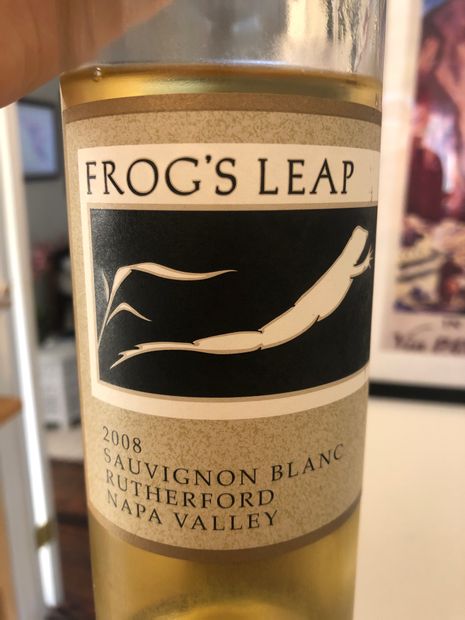 FROG'S LEAP
2008
SAUVIGNON BLANC
RUTHERFORD
NAPA VALLEY